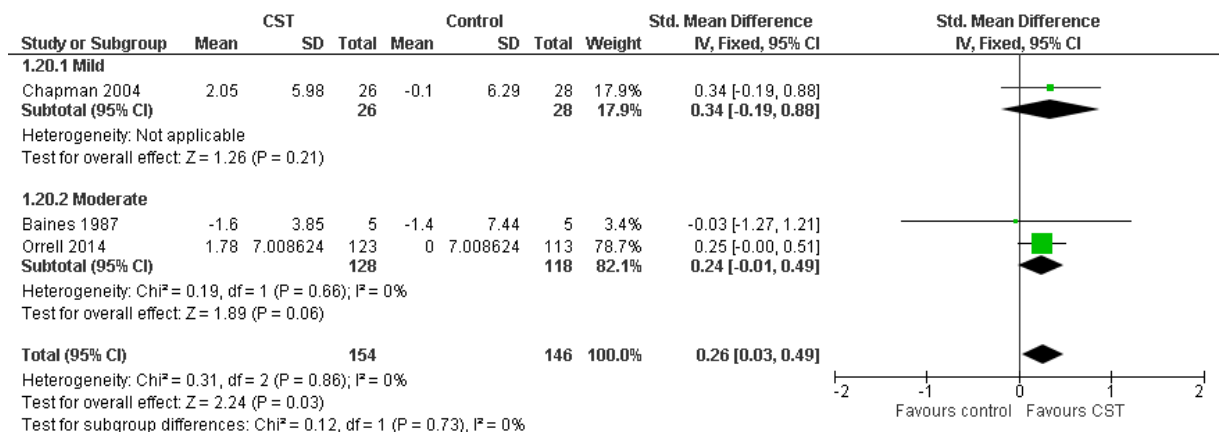 CST Control Std. Mean Difference Std. Mean Difference
Study or Subgroup Mean SD Total Mean SD Total Weight IV, Fixed, 95% CI IV, Fixed, 95% CI
1.20.1 Mild
Chapman 2004 2.05 5.98 26 -0.1 6.29 28 17.9% 0.34 [-0.19, 0.88]
Subtotal (95% CI) 26 28 17.9% 0.34 [-0.19, 0.88]
Heterogeneity: Not applicable
Test for overall effect: Z = 1.26 (P = 0.21)
1.20.2 Moderate
Baines 1987 -1.6 3.85 5 -1.4 7.44 5 3.4% -0.03 [-1.27, 1.21]
Orrell 2014 1.78 7.008624 123 0 7.008624 113 78.7% 0.25 [-0.00, 0.51]
Subtotal (95% CI) 128 118 82.1% 0.24 [-0.01, 0.49]
Heterogeneity: Chi² = 0.19, df = 1 (P = 0.66); I² = 0%
Test for overall effect: Z = 1.89 (P = 0.06)
Total (95% CI) 154 146 100.0% 0.26 [0.03, 0.49]
Heterogeneity: Chi² = 0.31, df = 2 (P = 0.86); I² = 0%
Test for overall effect: Z = 2.24 (P = 0.03)
Test for subgroup differences: Chi² = 0.12, df = 1 (P = 0.73), I² = 0%
-2 -1 0 1 2
Favours control Favours CST